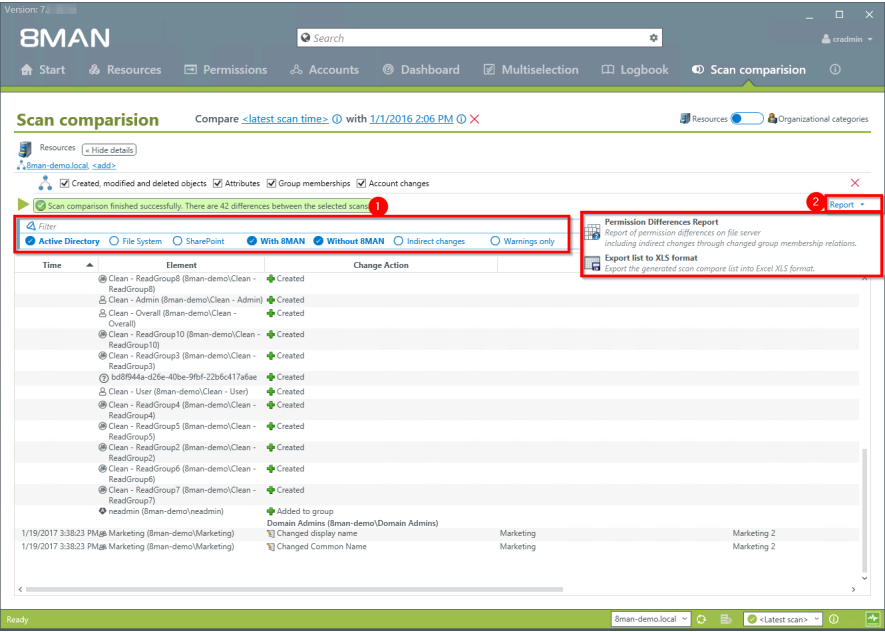 Version: 7.
8MAN
Search
cradmin
Start
Resources
Permissions
Accounts
Dashboard
Multiselection
Logbook
Scan comparision
Scan comparision
Compare <latest scan time> with 1/1/2016 2:06 PM
Resources
Organizational categories
Resources
« Hide details
8man-demo.local, <add>
Created, modified and deleted objects
Attributes
Group memberships
Account changes
Scan comparison finished successfully. There are 42 differences between the selected scans
1
2
Report
Filter
Active Directory
File System
SharePoint
With 8MAN
Without 8MAN
Indirect changes
Warnings only
Permission Differences Report
Report of permission differences on file server
including indirect changes through changed group membership relations.
Export list to XLS format
Export the generated scan compare list into Excel XLS format.
Time
Element
Change Action
Clean - ReadGroup8 (8man-demo\Clean - Created
ReadGroup8)
Clean - Admin (8man-demo\Clean - Admin) Created
Clean - Overall (8man-demo\Clean - Created
Overall)
Clean - ReadGroup10 (8man-demo\Clean - Created
ReadGroup10)
Clean - ReadGroup3 (8man-demo\Clean - Created
ReadGroup3)
bd8f944a-d26e-40be-9fbf-22b6c417a6ae Created
Clean - User (8man-demo\Clean - User) Created
Clean - ReadGroup4 (8man-demo\Clean - Created
ReadGroup4)
Clean - ReadGroup5 (8man-demo\Clean - Created
ReadGroup5)
Clean - ReadGroup2 (8man-demo\Clean - Created
ReadGroup2)
Clean - ReadGroup6 (8man-demo\Clean - Created
ReadGroup6)
Clean - ReadGroup7 (8man-demo\Clean - Created
ReadGroup7)
neadmin (8man-demo\neadmin) Added to group
Domain Admins (8man-demo\Domain Admins)
1/19/2017 3:38:23 PM Marketing (8man-demo\Marketing) Changed display name Marketing Marketing 2
1/19/2017 3:38:23 PM Marketing (8man-demo\Marketing) Changed Common Name Marketing Marketing 2
Ready
8man-demo.local
<Latest scan>